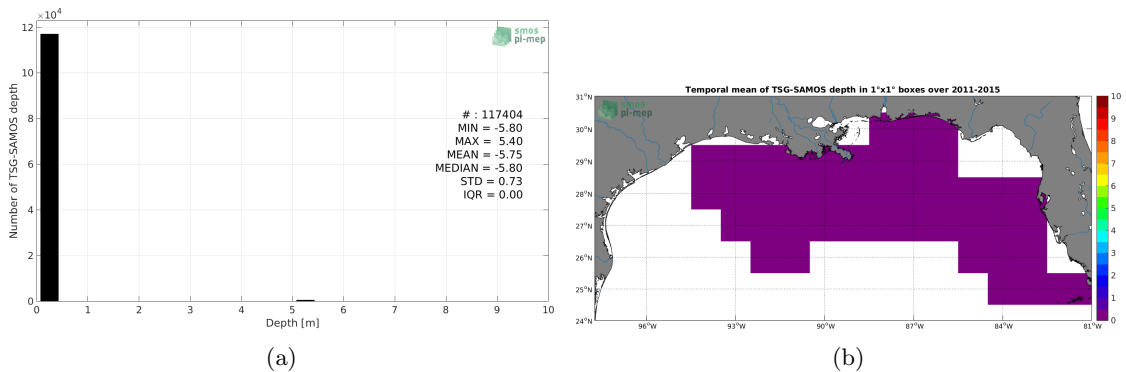 ×10⁴
smos
pi-mep
12
10
8
6
4
2
0
Number of TSG-SAMOS depth
# : 117404
MIN = -5.80
MAX = 5.40
MEAN = -5.75
MEDIAN = -5.80
STD = 0.73
IQR = 0.00
0 1 2 3 4 5 6 7 8 9 10
Depth [m]
(a)
Temporal mean of TSG-SAMOS depth in 1°x1° boxes over 2011-2015
smos
pi-mep
31°N
30°N
29°N
28°N
27°N
26°N
25°N
24°N
96°W 93°W 90°W 87°W 84°W 81°W
10
9
8
7
6
5
4
3
2
1
0
(b)